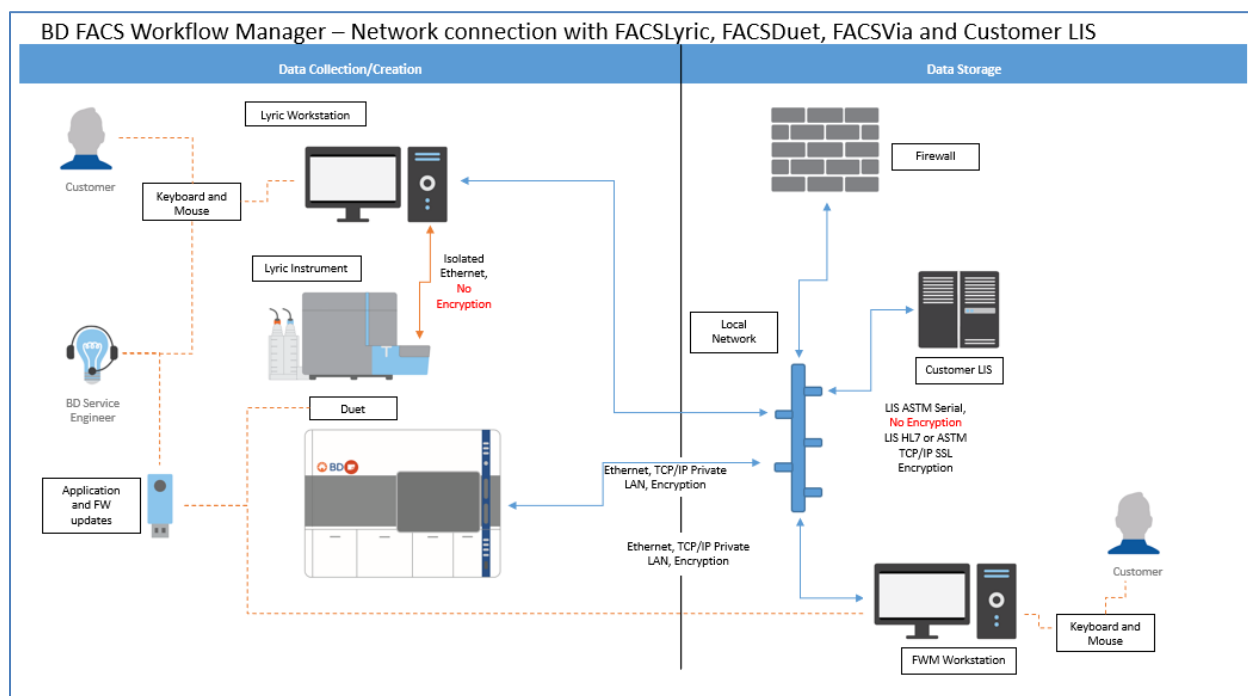 BD FACS Workflow Manager – Network connection with FACSLyric, FACSDuet, FACSVia and Customer LIS
Data Collection/Creation
Data Storage
Lyric Workstation
Customer
Keyboard and
Mouse
Firewall
Lyric Instrument
Isolated
Ethernet,
No
Encryption
Local
Network
Customer LIS
BD Service
Engineer
Duet
LIS ASTM Serial,
No Encryption
LIS HL7 or ASTM
TCP/IP SSL
Encryption
BD
Ethernet, TCP/IP Private
LAN, Encryption
Application
and FW
updates
Ethernet, TCP/IP Private
LAN, Encryption
Customer
Keyboard and
Mouse
FWM Workstation